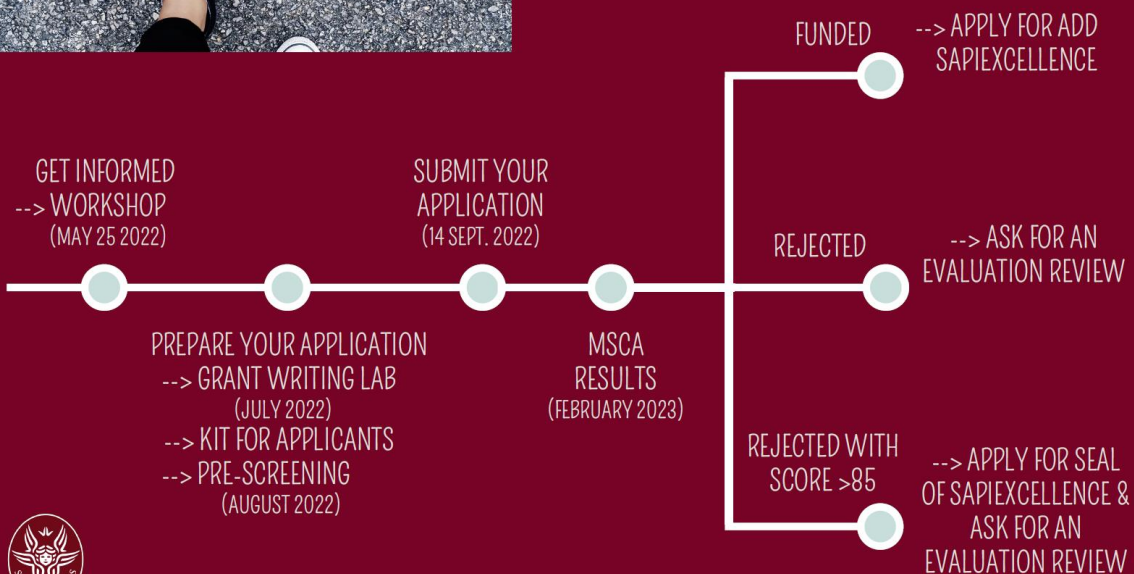 GET INFORMED
--> WORKSHOP
(MAY 25 2022)
PREPARE YOUR APPLICATION
--> GRANT WRITING LAB
(JULY 2022)
--> KIT FOR APPLICANTS
--> PRE-SCREENING
(AUGUST 2022)
SUBMIT YOUR
APPLICATION
(14 SEPT. 2022)
MSCA
RESULTS
(FEBRUARY 2023)
FUNDED
--> APPLY FOR ADD
SAPIEXCELLENCE
REJECTED
--> ASK FOR AN
EVALUATION REVIEW
REJECTED WITH
SCORE >85
--> APPLY FOR SEAL
OF SAPIEXCELLENCE &
ASK FOR AN
EVALUATION REVIEW